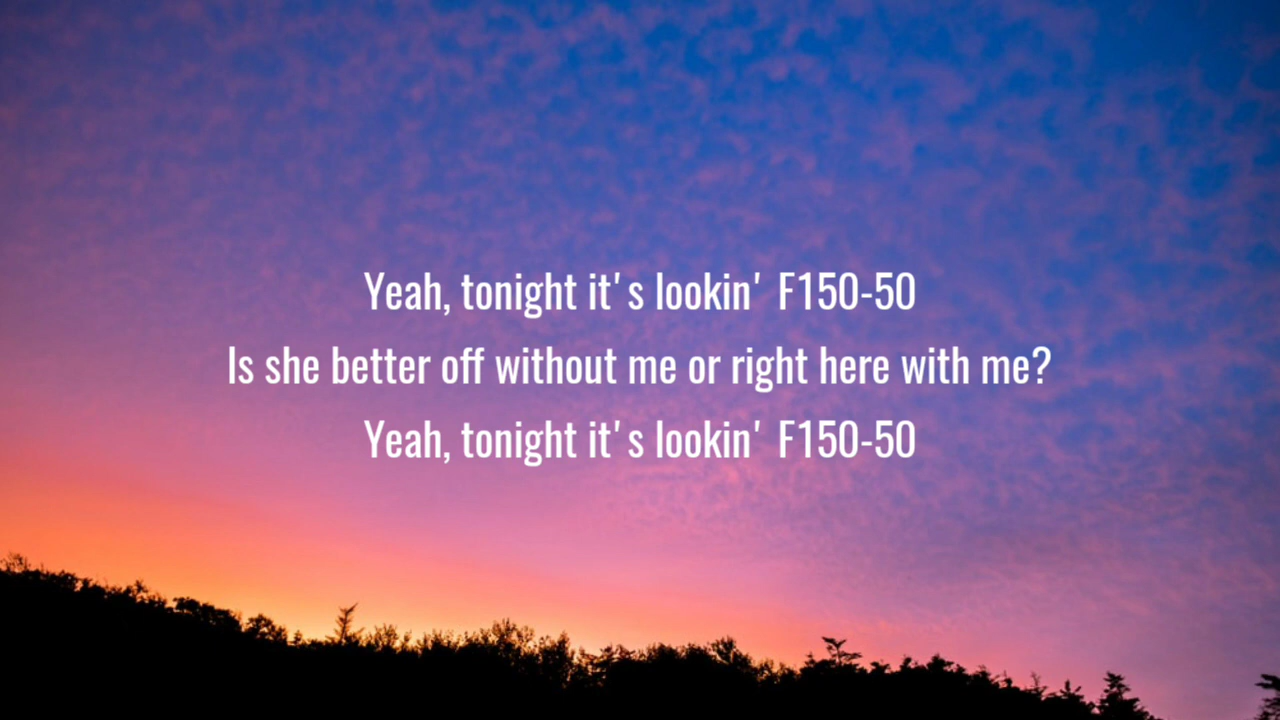 Yeah, tonight it's lookin' F150-50
Is she better off without me or right here with me?
Yeah, tonight it's lookin' F150-50